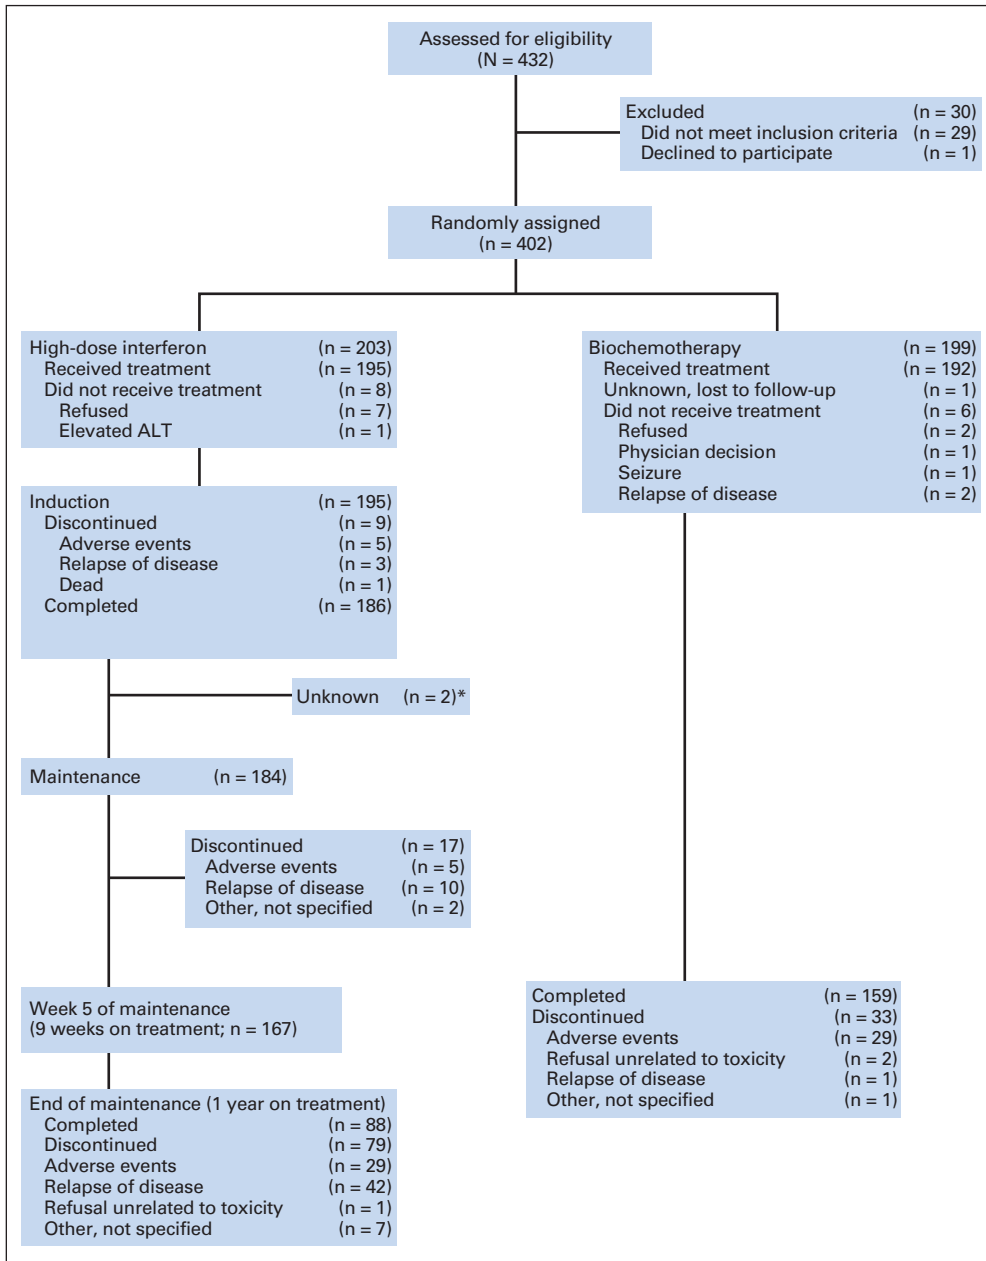 Assessed for eligibility
(N = 432)
Excluded (n = 30)
Did not meet inclusion criteria (n = 29)
Declined to participate (n = 1)
Randomly assigned
(n = 402)
High-dose interferon (n = 203)
Received treatment (n = 195)
Did not receive treatment (n = 8)
Refused (n = 7)
Elevated ALT (n = 1)
Biochemotherapy (n = 199)
Received treatment (n = 192)
Unknown, lost to follow-up (n = 1)
Did not receive treatment (n = 6)
Refused (n = 2)
Physician decision (n = 1)
Seizure (n = 1)
Relapse of disease (n = 2)
Induction (n = 195)
Discontinued (n = 9)
Adverse events (n = 5)
Relapse of disease (n = 3)
Dead (n = 1)
Completed (n = 186)
Unknown (n = 2)*
Maintenance (n = 184)
Discontinued (n = 17)
Adverse events (n = 5)
Relapse of disease (n = 10)
Other, not specified (n = 2)
Week 5 of maintenance
(9 weeks on treatment; n = 167)
Completed (n = 159)
Discontinued (n = 33)
Adverse events (n = 29)
Refusal unrelated to toxicity (n = 2)
Relapse of disease (n = 1)
Other, not specified (n = 1)
End of maintenance (1 year on treatment)
Completed (n = 88)
Discontinued (n = 79)
Adverse events (n = 29)
Relapse of disease (n = 42)
Refusal unrelated to toxicity (n = 1)
Other, not specified (n = 7)